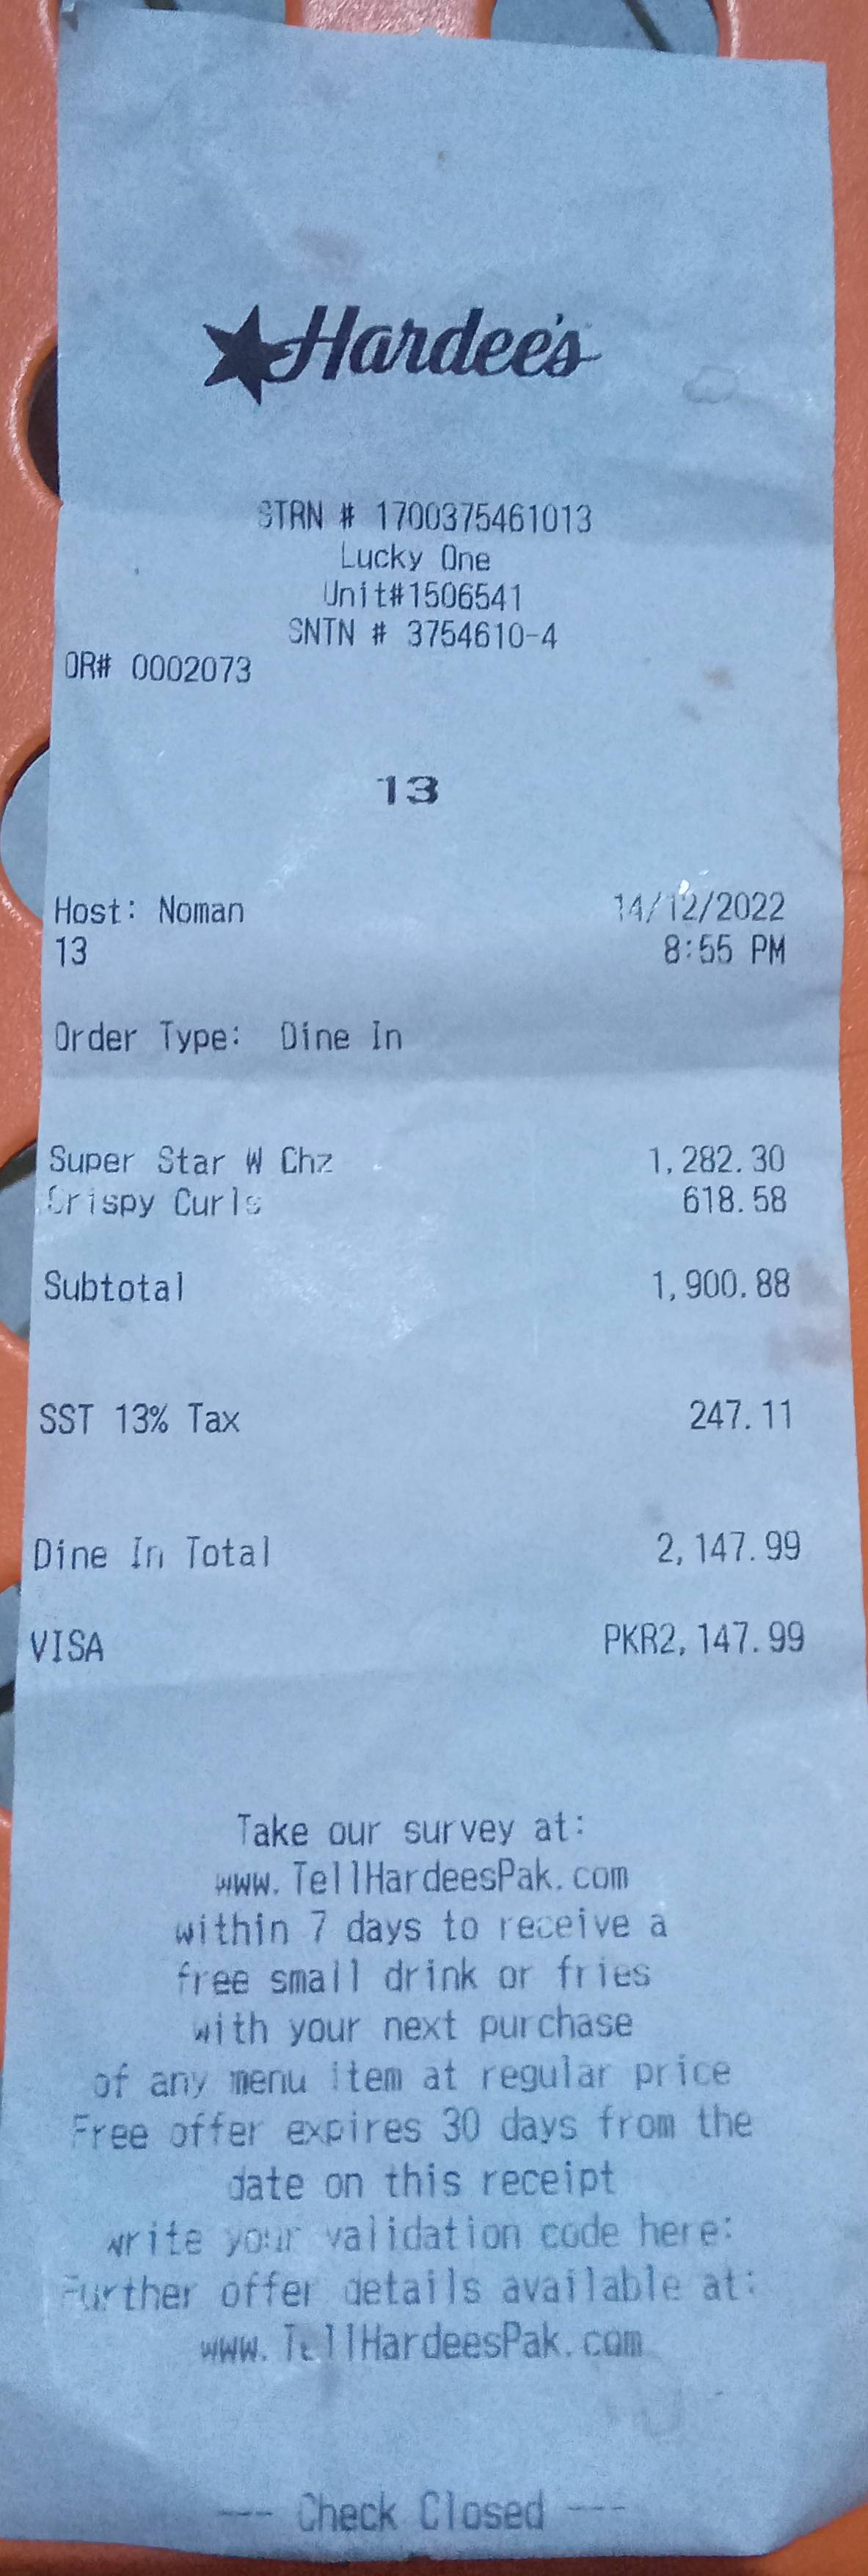 Hardee's
STRN # 1700375461013
Lucky One
Unit#1506541
SNTN # 3754610-4
OR# 0002073
13
Host: Noman 14/12/2022
13 8:55 PM
Order Type: Dine In
Super Star W Chz 1,282.30
Crispy Curls 618.58
Subtotal 1,900.88
SST 13% Tax 247.11
Dine In Total 2,147.99
VISA PKR2,147.99
Take our survey at:
www.TellHardeesPak.com
within 7 days to receive a
free small drink or fries
with your next purchase
of any menu item at regular price
Free offer expires 30 days from the
date on this receipt
write your validation code here:
Further offer details available at:
www.TellHardeesPak.com
--- Check Closed ---